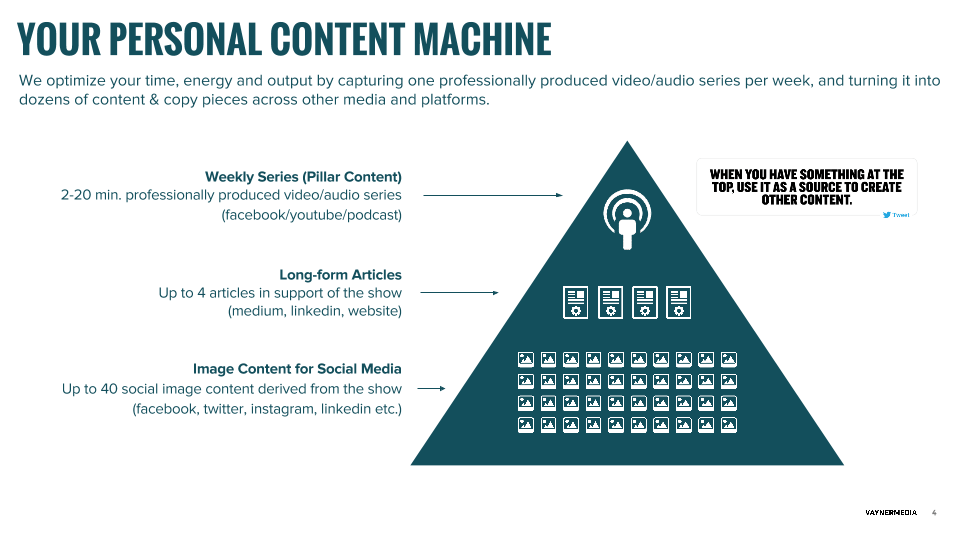 YOUR PERSONAL CONTENT MACHINE
We optimize your time, energy and output by capturing one professionally produced video/audio series per week, and turning it into
dozens of content & copy pieces across other media and platforms.
Weekly Series (Pillar Content)
2-20 min. professionally produced video/audio series
(facebook/youtube/podcast)
WHEN YOU HAVE SOMETHING AT THE
TOP, USE IT AS A SOURCE TO CREATE
OTHER CONTENT.
Tweet
Long-form Articles
Up to 4 articles in support of the show
(medium, linkedin, website)
Image Content for Social Media
Up to 40 social image content derived from the show
(facebook, twitter, instagram, linkedin etc.)
VAYNERMEDIA 4